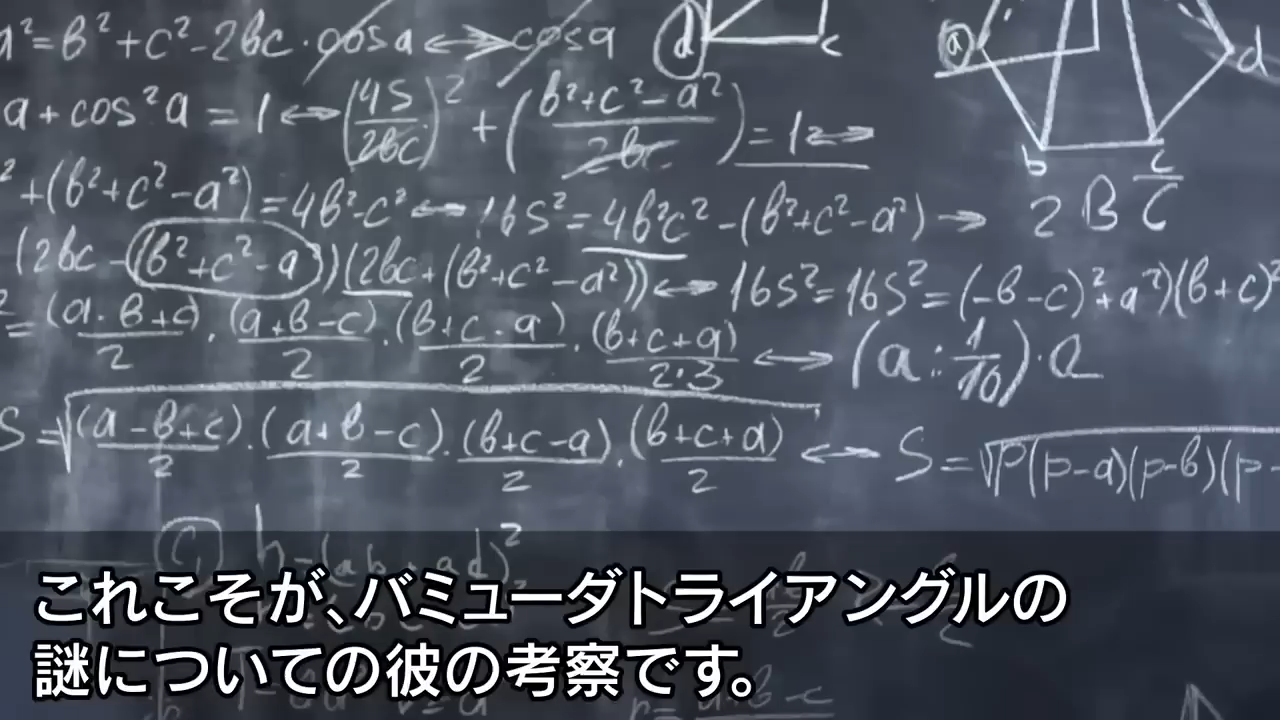 a²=b²+c²-2bc·cosa⟷cosa
d
c
a
d
a+cos²a=1⟷(4S/2bc)²+(b²+c²-a²/2bc)=1⟷
b
c
²+(b²+c²-a²)=4b²-c²⟷16S²=4b²c²-(b²+c²-a²)→
2BC
(2bc-(b²+c²-a))(2bc+(b²+c²-a²))⟷16S²=16S²=(-b-c)²+a²)(b+c)²
²=(a·b+c)/2·(a+b-c)/2·(b+c-a)/2·(b+c+a)/2·3⟷(a:1/10)·a
S=√(a-b+c)/2·(a+b-c)/2·(b+c-a)/2·(b+c+a)/2⟷S=√P(p-a)(p-b)(p-
これこそが、バミューダトライアングルの
謎についての彼の考察です。